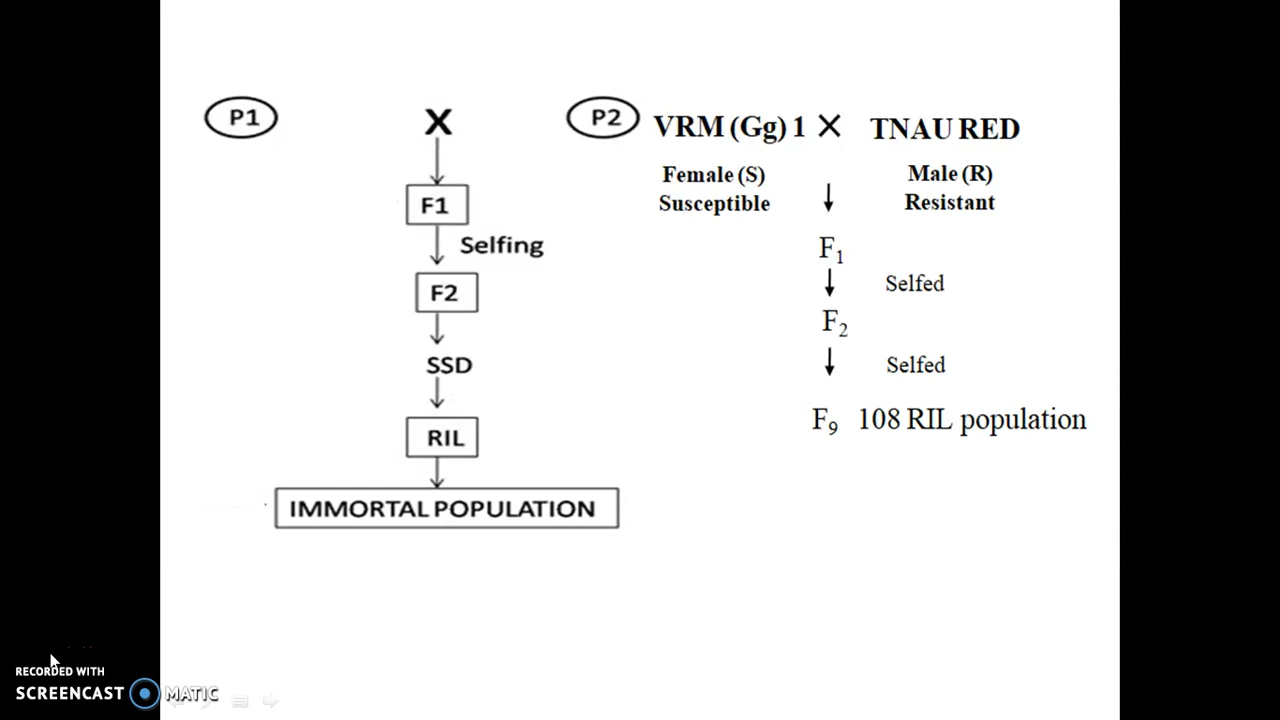 P1
X
P2
F1
Selfing
F2
SSD
RIL
IMMORTAL POPULATION
VRM (Gg) 1 × TNAU RED
Female (S)
Susceptible
Male (R)
Resistant
F₁
Selfed
F₂
Selfed
F₉ 108 RIL population
RECORDED WITH
SCREENCAST MATIC